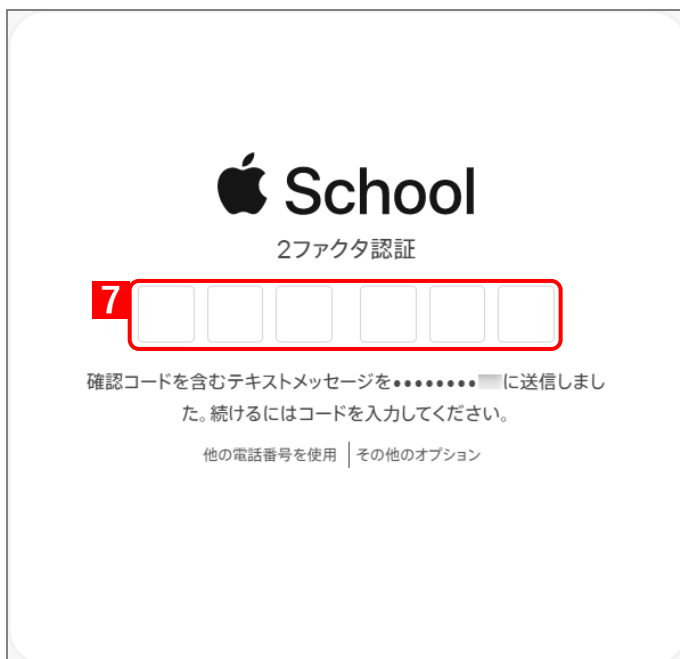 School
2ファクタ認証
7
確認コードを含むテキストメッセージを••••••••に送信しまし
た。続けるにはコードを入力してください。
他の電話番号を使用 | その他のオプション